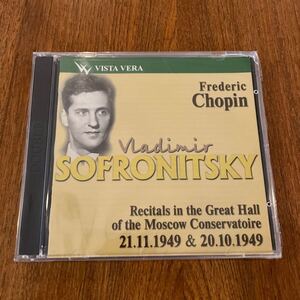 VISTA VERA
Frederic
Chopin
Vladimir
SOFRONITSKY
Recitals in the Great Hall
of the Moscow Conservatoire
21.11.1949 & 20.10.1949